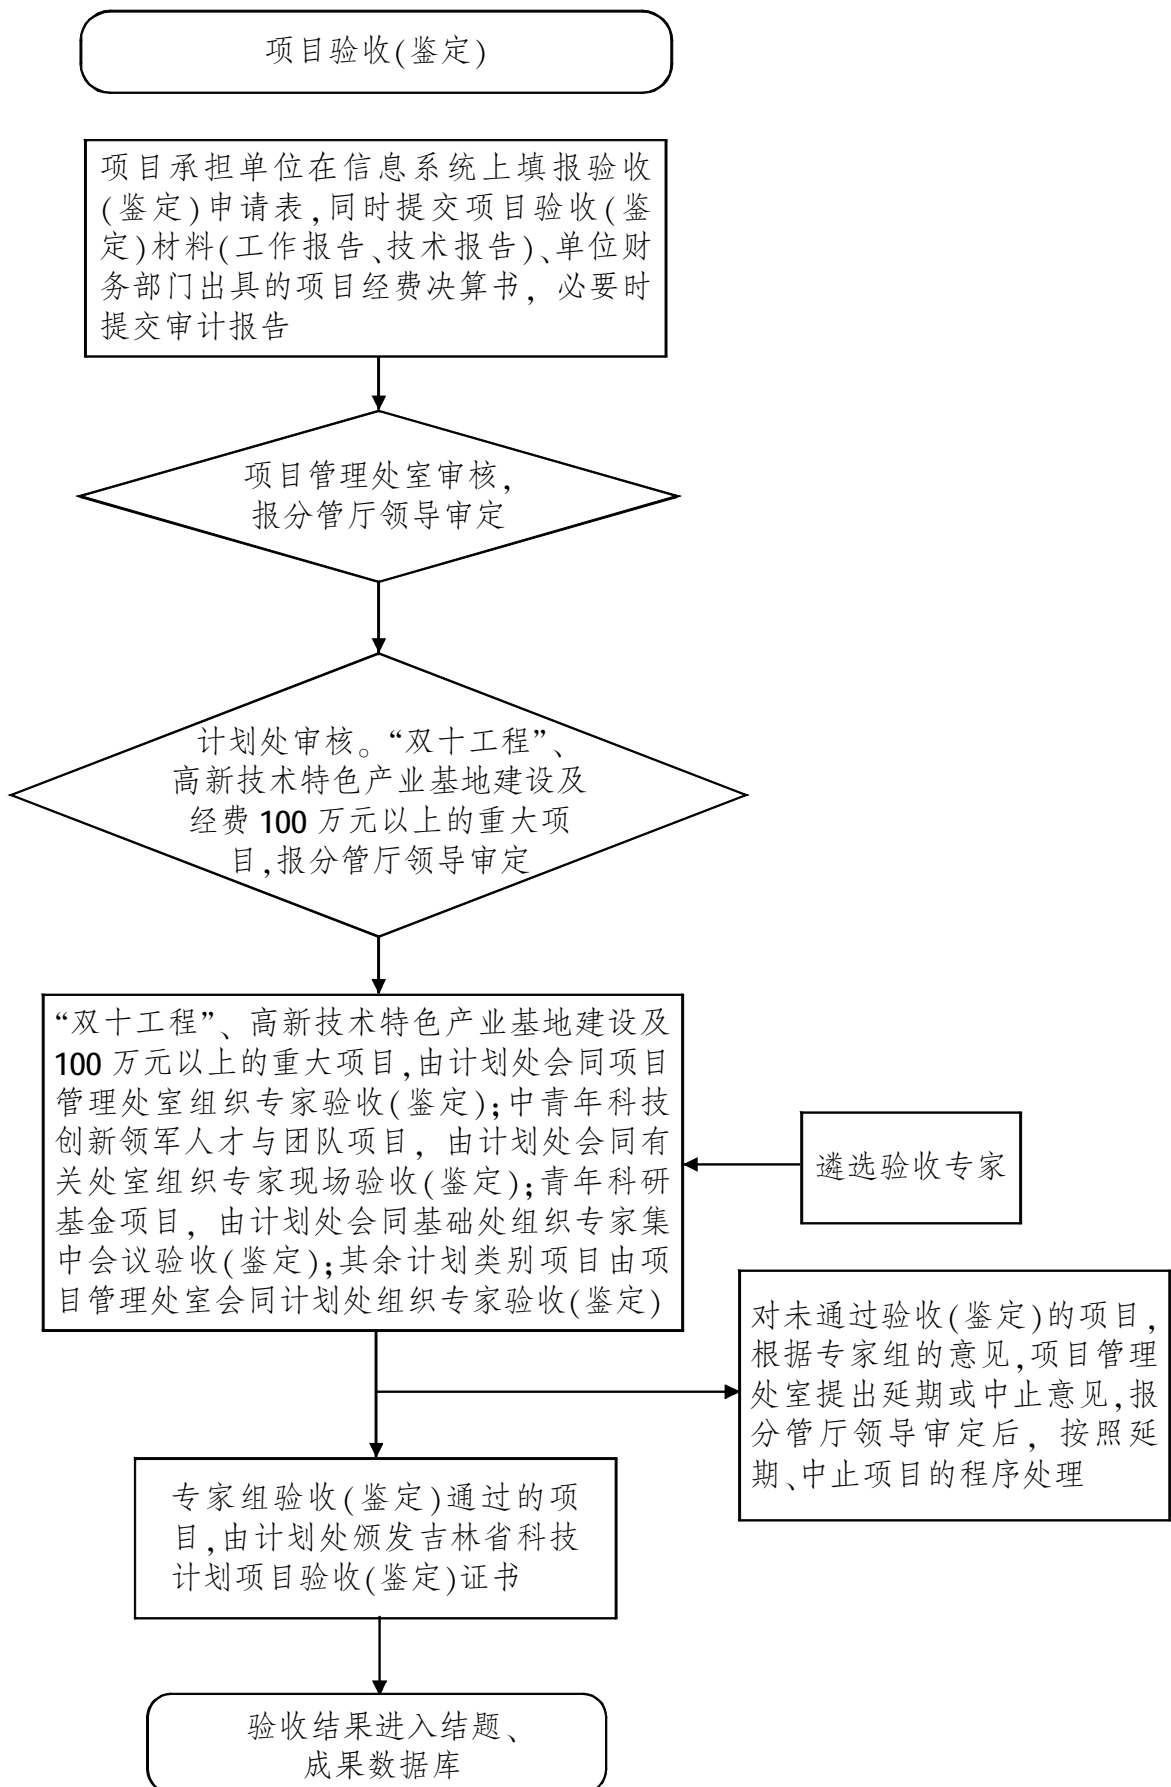 项目验收(鉴定)
项目承担单位在信息系统上填报验收
(鉴定)申请表,同时提交项目验收(鉴
定)材料(工作报告、技术报告)、单位财
务部门出具的项目经费决算书，必要时
提交审计报告
项目管理处室审核,
报分管厅领导审定
计划处审核。“双十工程”、
高新技术特色产业基地建设及
经费 100 万元以上的重大项
目,报分管厅领导审定
“双十工程”、高新技术特色产业基地建设及
100 万元以上的重大项目,由计划处会同项目
管理处室组织专家验收(鉴定);中青年科技
创新领军人才与团队项目，由计划处会同有
关处室组织专家现场验收(鉴定);青年科研
基金项目，由计划处会同基础处组织专家集
中会议验收(鉴定);其余计划类别项目由项
目管理处室会同计划处组织专家验收(鉴定)
遴选验收专家
对未通过验收(鉴定)的项目,
根据专家组的意见,项目管理
处室提出延期或中止意见,报
分管厅领导审定后，按照延
期、中止项目的程序处理
专家组验收(鉴定)通过的项
目,由计划处颁发吉林省科技
计划项目验收(鉴定)证书
验收结果进入结题、
成果数据库